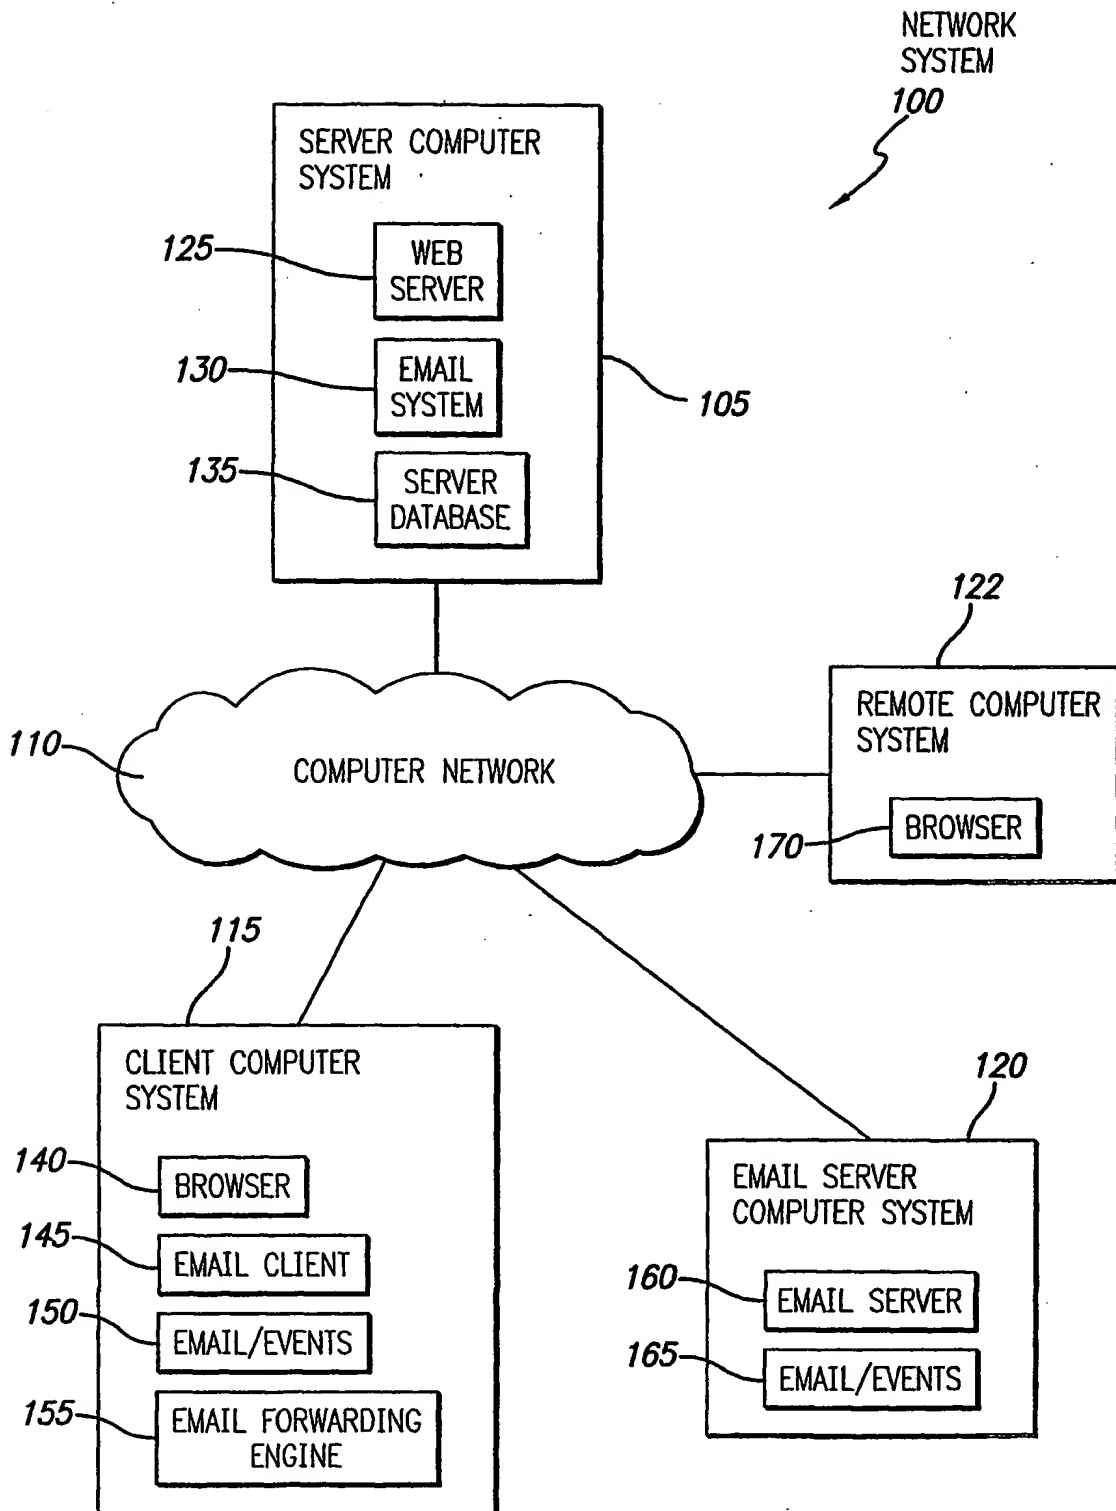 NETWORK
SYSTEM
100
SERVER COMPUTER
SYSTEM
125
WEB
SERVER
130
EMAIL
SYSTEM
105
135
SERVER
DATABASE
122
REMOTE COMPUTER
SYSTEM
110
COMPUTER NETWORK
170
BROWSER
115
CLIENT COMPUTER
SYSTEM
120
140
BROWSER
EMAIL SERVER
COMPUTER SYSTEM
145
EMAIL CLIENT
160
EMAIL SERVER
150
EMAIL/EVENTS
165
EMAIL/EVENTS
155
EMAIL FORWARDING
ENGINE